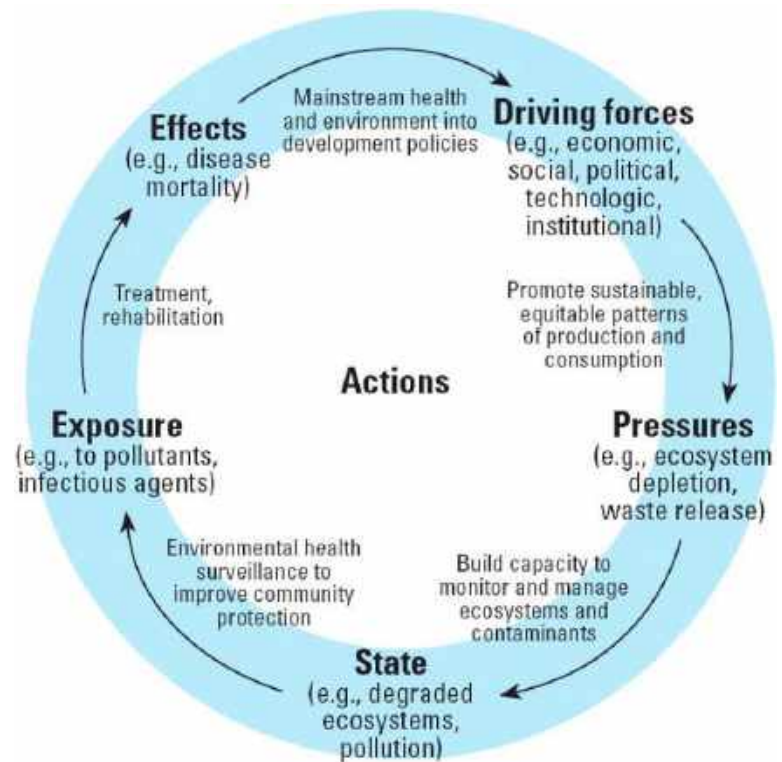 Effects
(e.g., disease
mortality)
Mainstream health
and environment into
development policies
Driving forces
(e.g., economic,
social, political,
technologic,
institutional)
Treatment,
rehabilitation
Promote sustainable,
equitable patterns
of production and
consumption
Actions
Exposure
(e.g., to pollutants,
infectious agents)
Pressures
(e.g., ecosystem
depletion,
waste release)
Environmental health
surveillance to
improve community
protection
Build capacity to
monitor and manage
ecosystems and
contaminants
State
(e.g., degraded
ecosystems,
pollution)